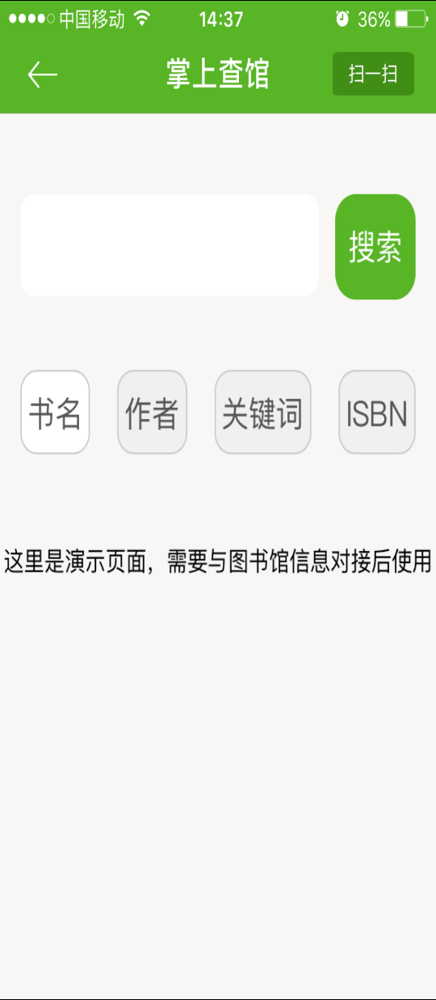 中国移动 14:37 36%
掌上查馆 扫一扫
搜索
书名 作者 关键词 ISBN
这里是演示页面，需要与图书馆信息对接后使用